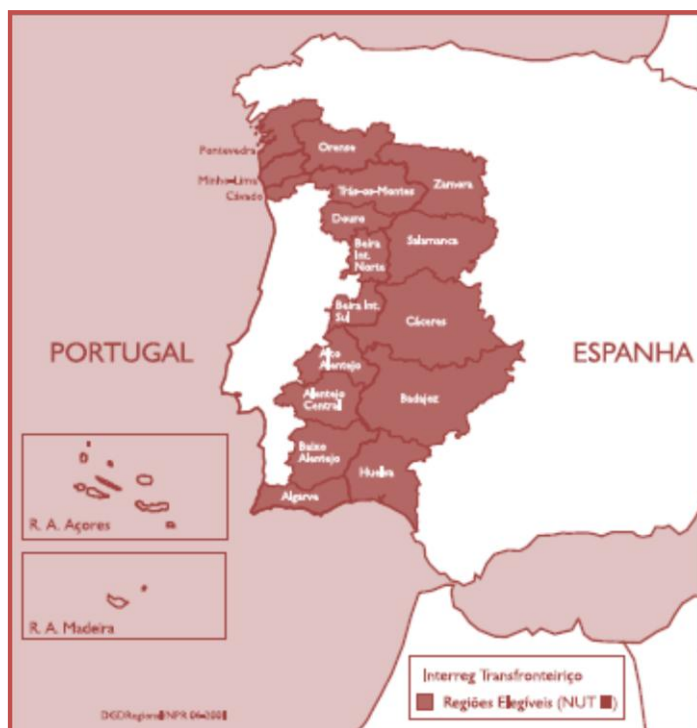 Pontevedra
Orense
Minho-Lima
Cávado
Trás-os-Montes
Zamora
Douro
Beira
Int.
Norte
Salamanca
Beira Int.
Sul
Cáceres
PORTUGAL
ESPANHA
Alto
Alentejo
Alentejo
Central
Badajoz
Baixo
Alentejo
Huelva
Algarve
R. A. Açores
R. A. Madeira
Interreg Transfronteiriço
Regiões Elegíveis (NUT